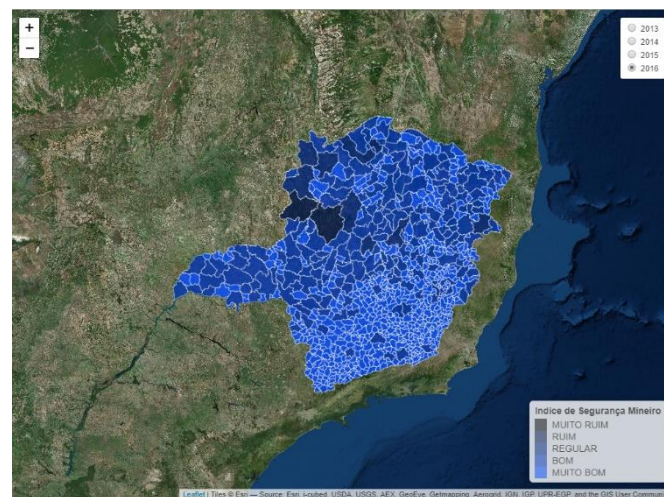 +
−
2013
2014
2015
2016
Indice de Segurança Mineiro
MUITO RUIM
RUIM
REGULAR
BOM
MUITO BOM
Leaflet | Tiles © Esri — Source: Esri, i-cubed, USDA, USGS, AEX, GeoEye, Getmapping, Aerogrid, IGN, IGP, UPR-EGP, and the GIS User Community